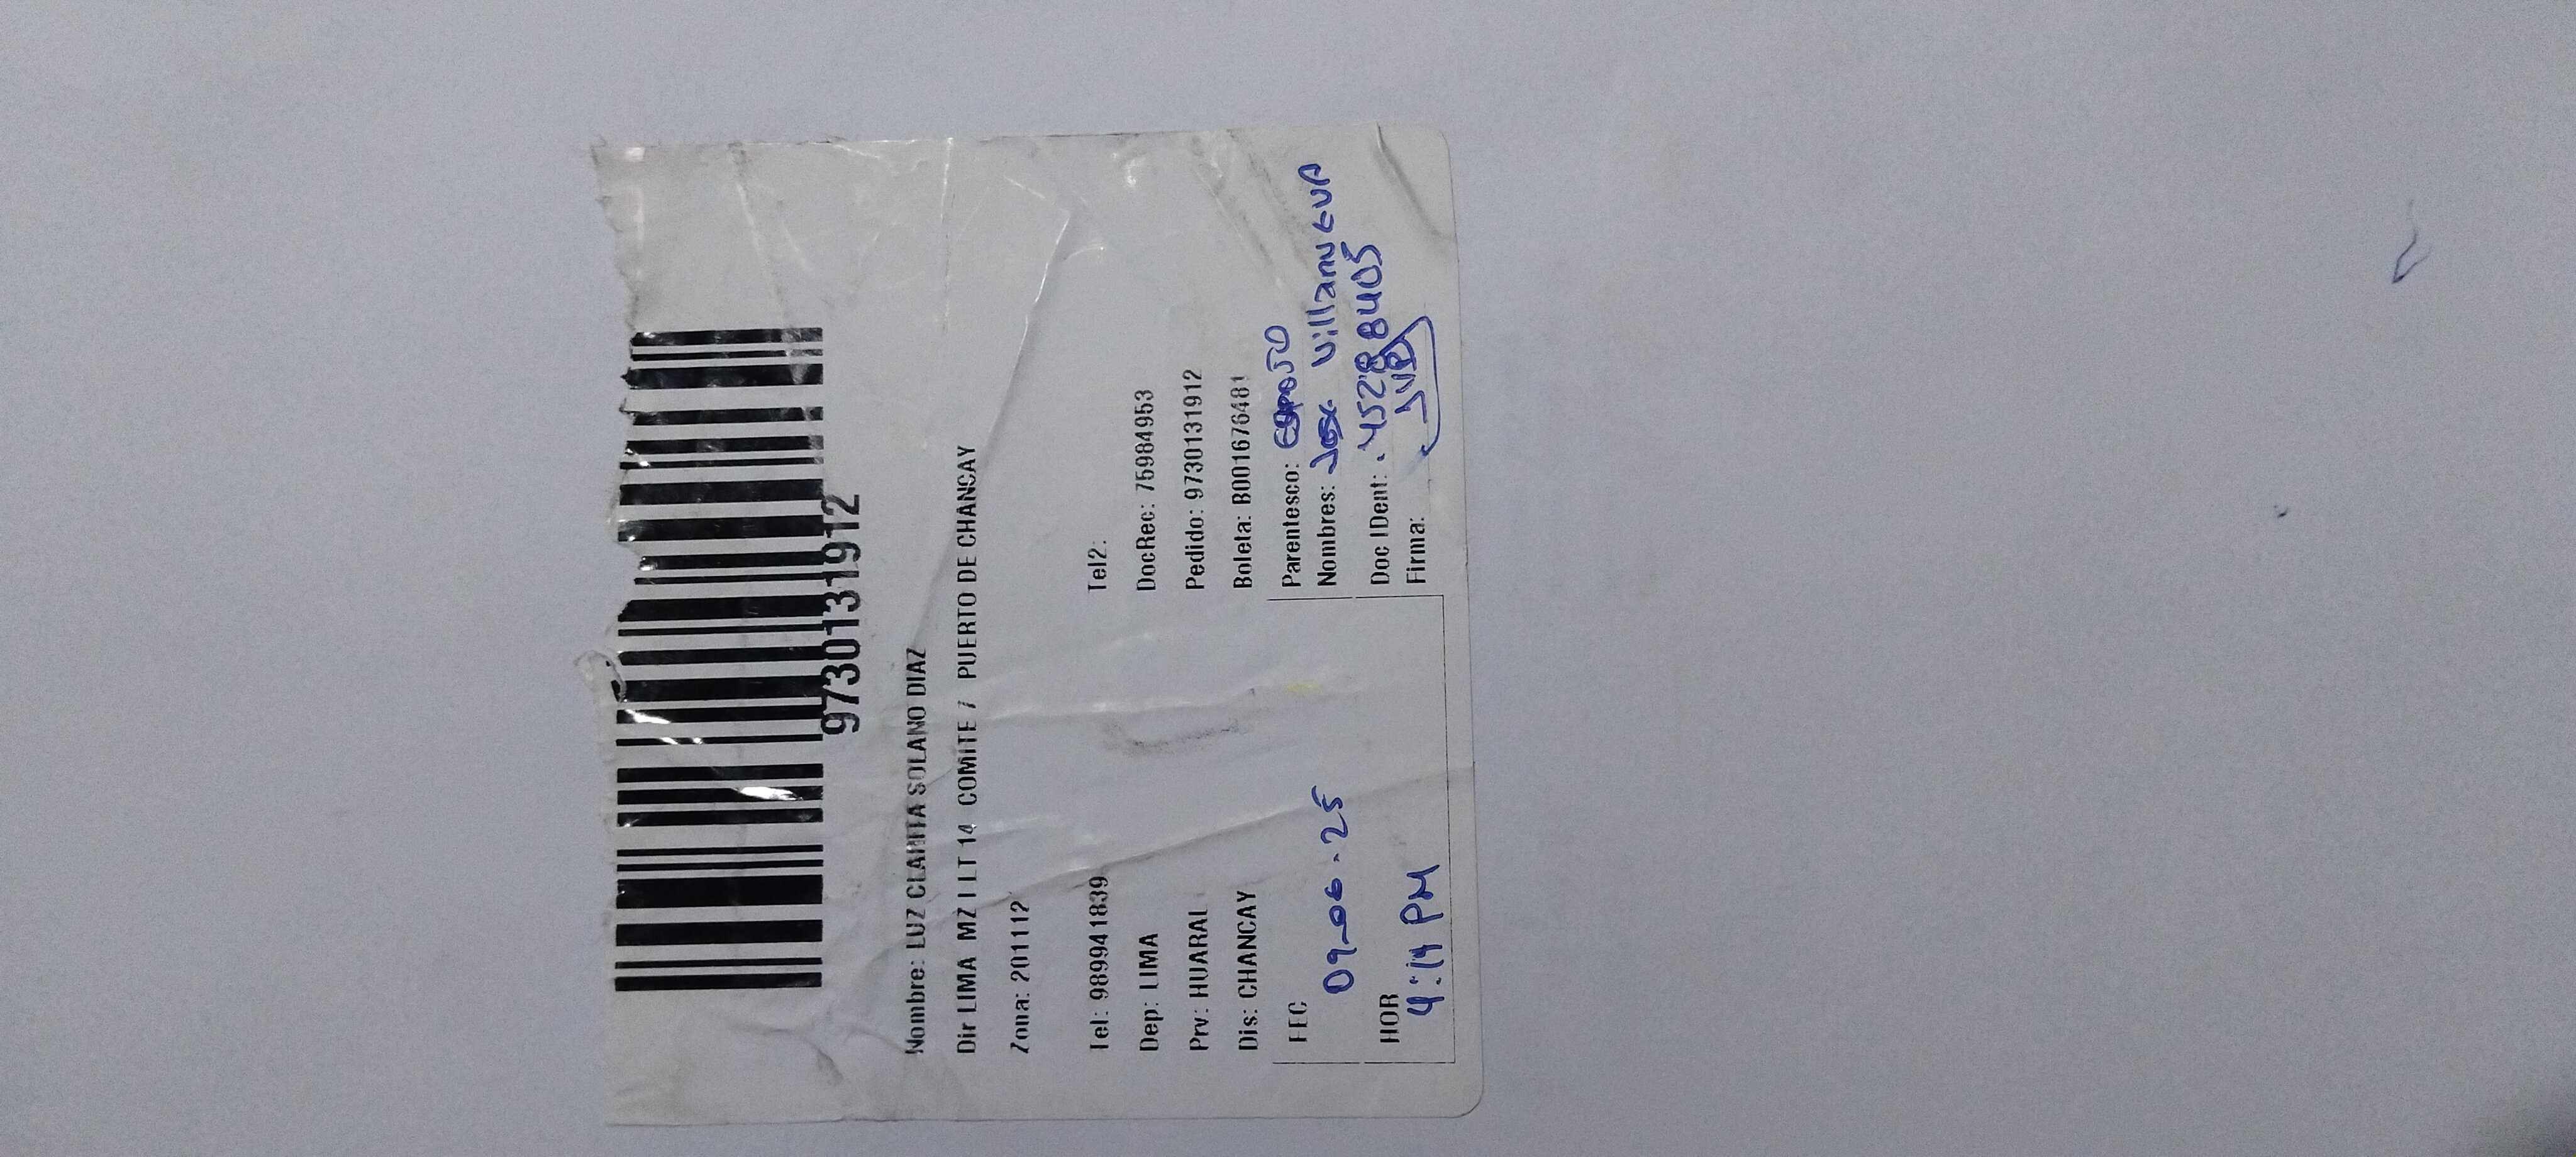 9730131912
Nombre: LUZ CLARITA SOLANO DIAZ
Dir LIMA MZ I LT 14 COMITE 7 PUERTO DE CHANCAY
Zona: 201112
Tel: 989941839 Tel2:
Dep: LIMA DocRec: 75984953
Prv: HUARAL Pedido: 9730131912
Dis: CHANCAY Boleta: B001676481
FEC 09-06-25
HOR 4:14 PM
Parentesco: ESPOSO
Nombres: Jose Villanueva
Doc IDent: 45288405
Firma: JVP